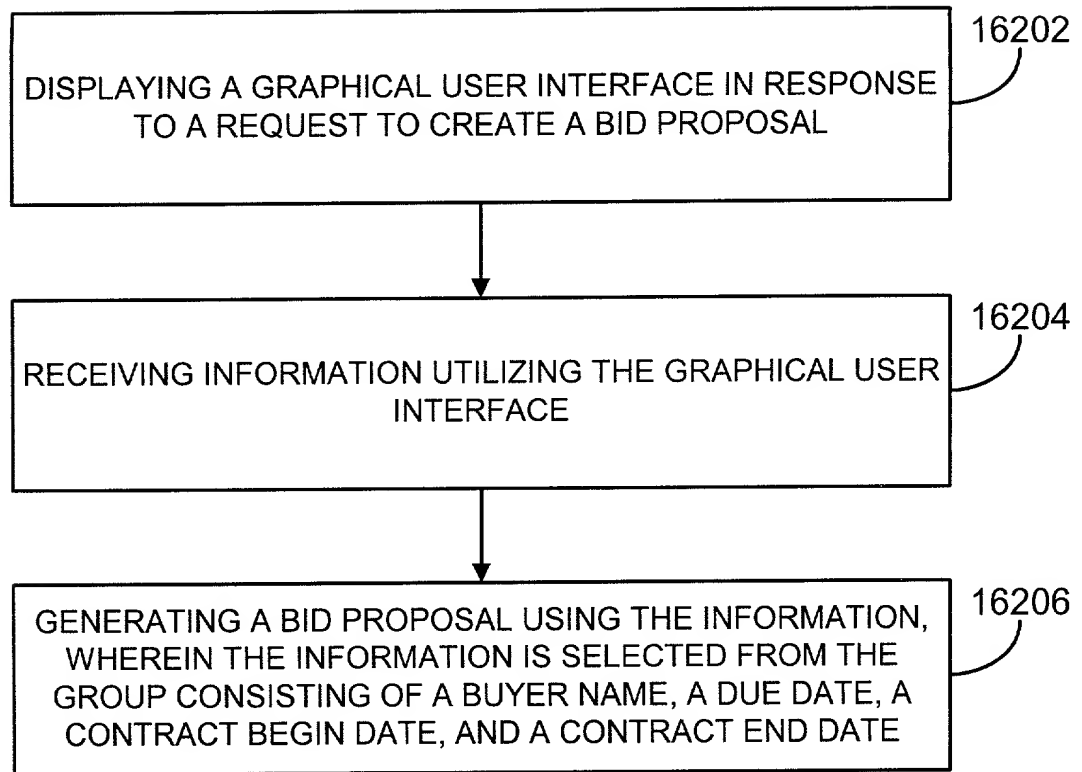 16202
DISPLAYING A GRAPHICAL USER INTERFACE IN RESPONSE
TO A REQUEST TO CREATE A BID PROPOSAL
16204
RECEIVING INFORMATION UTILIZING THE GRAPHICAL USER
INTERFACE
16206
GENERATING A BID PROPOSAL USING THE INFORMATION,
WHEREIN THE INFORMATION IS SELECTED FROM THE
GROUP CONSISTING OF A BUYER NAME, A DUE DATE, A
CONTRACT BEGIN DATE, AND A CONTRACT END DATE